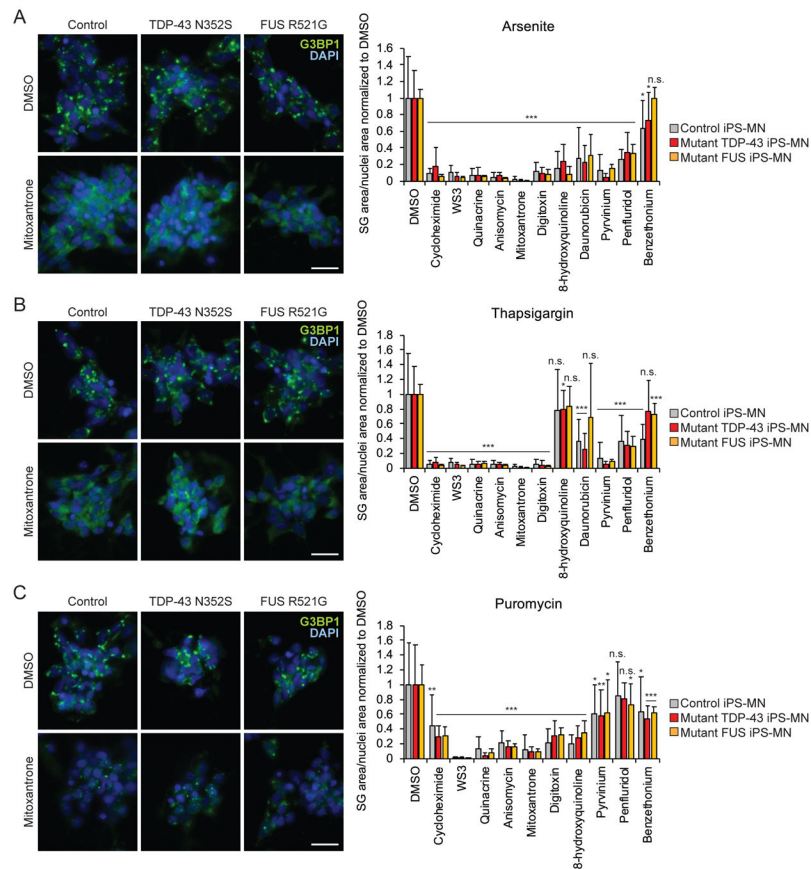 A
Control
TDP-43 N352S
FUS R521G
G3BP1
DAPI
DMSO
Mitoxantrone
Arsenite
SG area/nuclei area normalized to DMSO
1.6
1.4
1.2
1
0.8
0.6
0.4
0.2
0
***
*
*
n.s.
DMSO
Cycloheximide
WS3
Quinacrine
Anisomycin
Mitoxantrone
Digitoxin
8-hydroxyquinoline
Daunorubicin
Pyrvinium
Penfluridol
Benzethonium
Control iPS-MN
Mutant TDP-43 iPS-MN
Mutant FUS iPS-MN
B
Control
TDP-43 N352S
FUS R521G
G3BP1
DAPI
DMSO
Mitoxantrone
Thapsigargin
SG area/nuclei area normalized to DMSO
1.8
1.6
1.4
1.2
1
0.8
0.6
0.4
0.2
0
***
n.s.
*
n.s.
***
n.s.
***
n.s.
***
DMSO
Cycloheximide
WS3
Quinacrine
Anisomycin
Mitoxantrone
Digitoxin
8-hydroxyquinoline
Daunorubicin
Pyrvinium
Penfluridol
Benzethonium
Control iPS-MN
Mutant TDP-43 iPS-MN
Mutant FUS iPS-MN
C
Control
TDP-43 N352S
FUS R521G
G3BP1
DAPI
DMSO
Mitoxantrone
Puromycin
SG area/nuclei area normalized to DMSO
1.8
1.6
1.4
1.2
1
0.8
0.6
0.4
0.2
0
**
***
*
**
*
n.s.
n.s.
*
*
***
DMSO
Cycloheximide
WS3
Quinacrine
Anisomycin
Mitoxantrone
Digitoxin
8-hydroxyquinoline
Pyrvinium
Penfluridol
Benzethonium
Control iPS-MN
Mutant TDP-43 iPS-MN
Mutant FUS iPS-MN